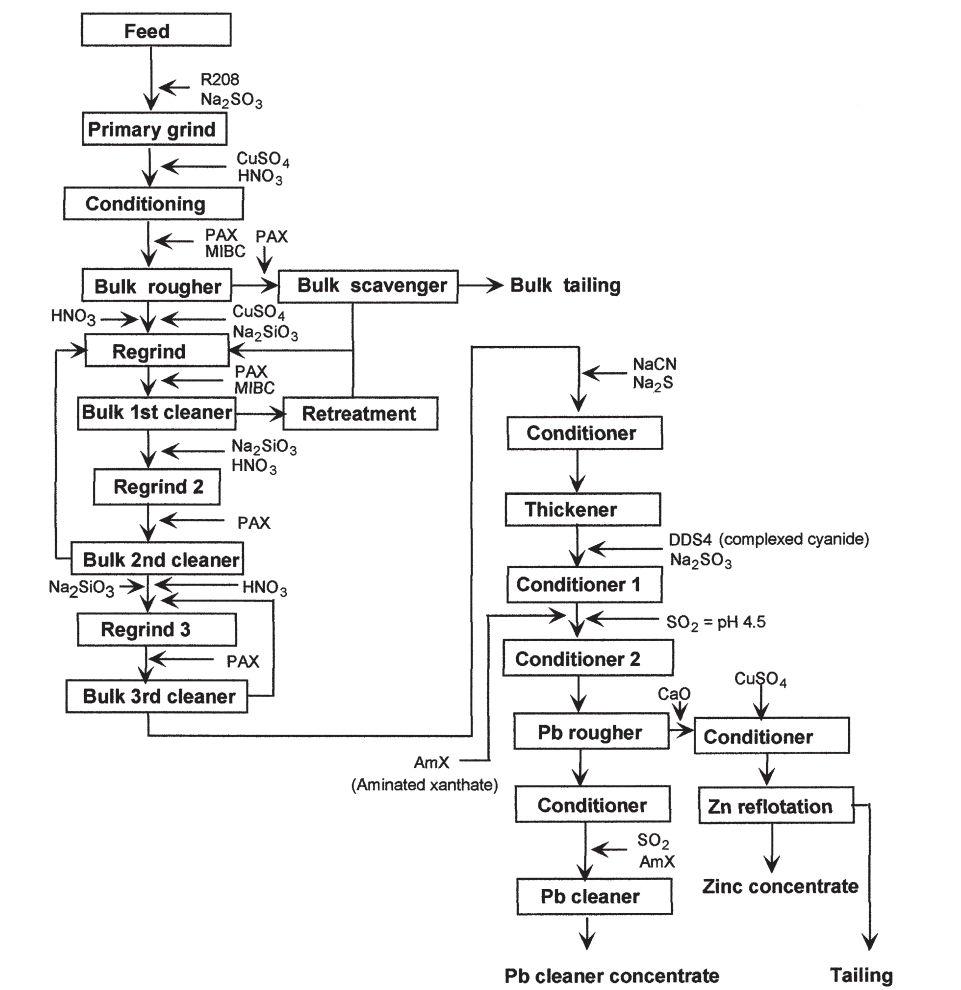 Feed
R208
Na2SO3
Primary grind
CuSO4
HNO3
Conditioning
PAX
MIBC
PAX
Bulk rougher
Bulk scavenger
Bulk tailing
HNO3
CuSO4
Na2SiO3
Regrind
PAX
MIBC
Bulk 1st cleaner
Retreatment
Na2SiO3
HNO3
Regrind 2
PAX
Bulk 2nd cleaner
Na2SiO3
HNO3
Regrind 3
PAX
Bulk 3rd cleaner
NaCN
Na2S
Conditioner
Thickener
DDS4 (complexed cyanide)
Na2SO3
Conditioner 1
SO2 = pH 4.5
Conditioner 2
AmX
(Aminated xanthate)
Pb rougher
CaO
CuSO4
Conditioner
Conditioner
Zn reflotation
SO2
AmX
Pb cleaner
Zinc concentrate
Pb cleaner concentrate
Tailing